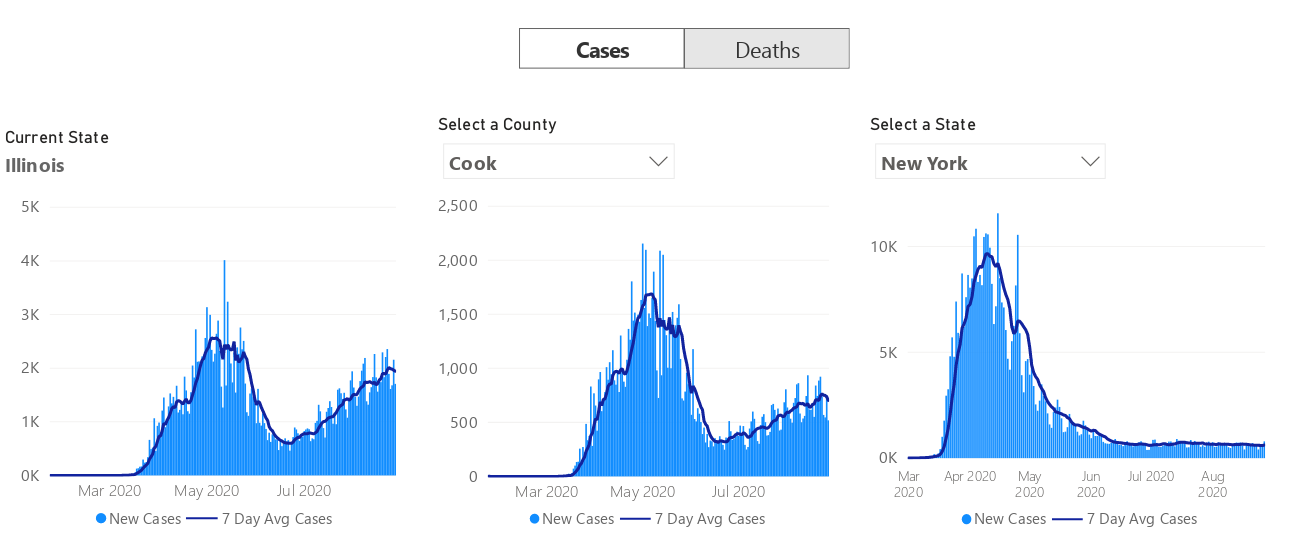 Cases Deaths
Current State
Illinois
5K
4K
3K
2K
1K
0K
Mar 2020 May 2020 Jul 2020
New Cases 7 Day Avg Cases
Select a County
Cook
2,500
2,000
1,500
1,000
500
0
Mar 2020 May 2020 Jul 2020
New Cases 7 Day Avg Cases
Select a State
New York
10K
5K
0K
Mar 2020 Apr 2020 May 2020 Jun 2020 Jul 2020 Aug 2020
New Cases 7 Day Avg Cases